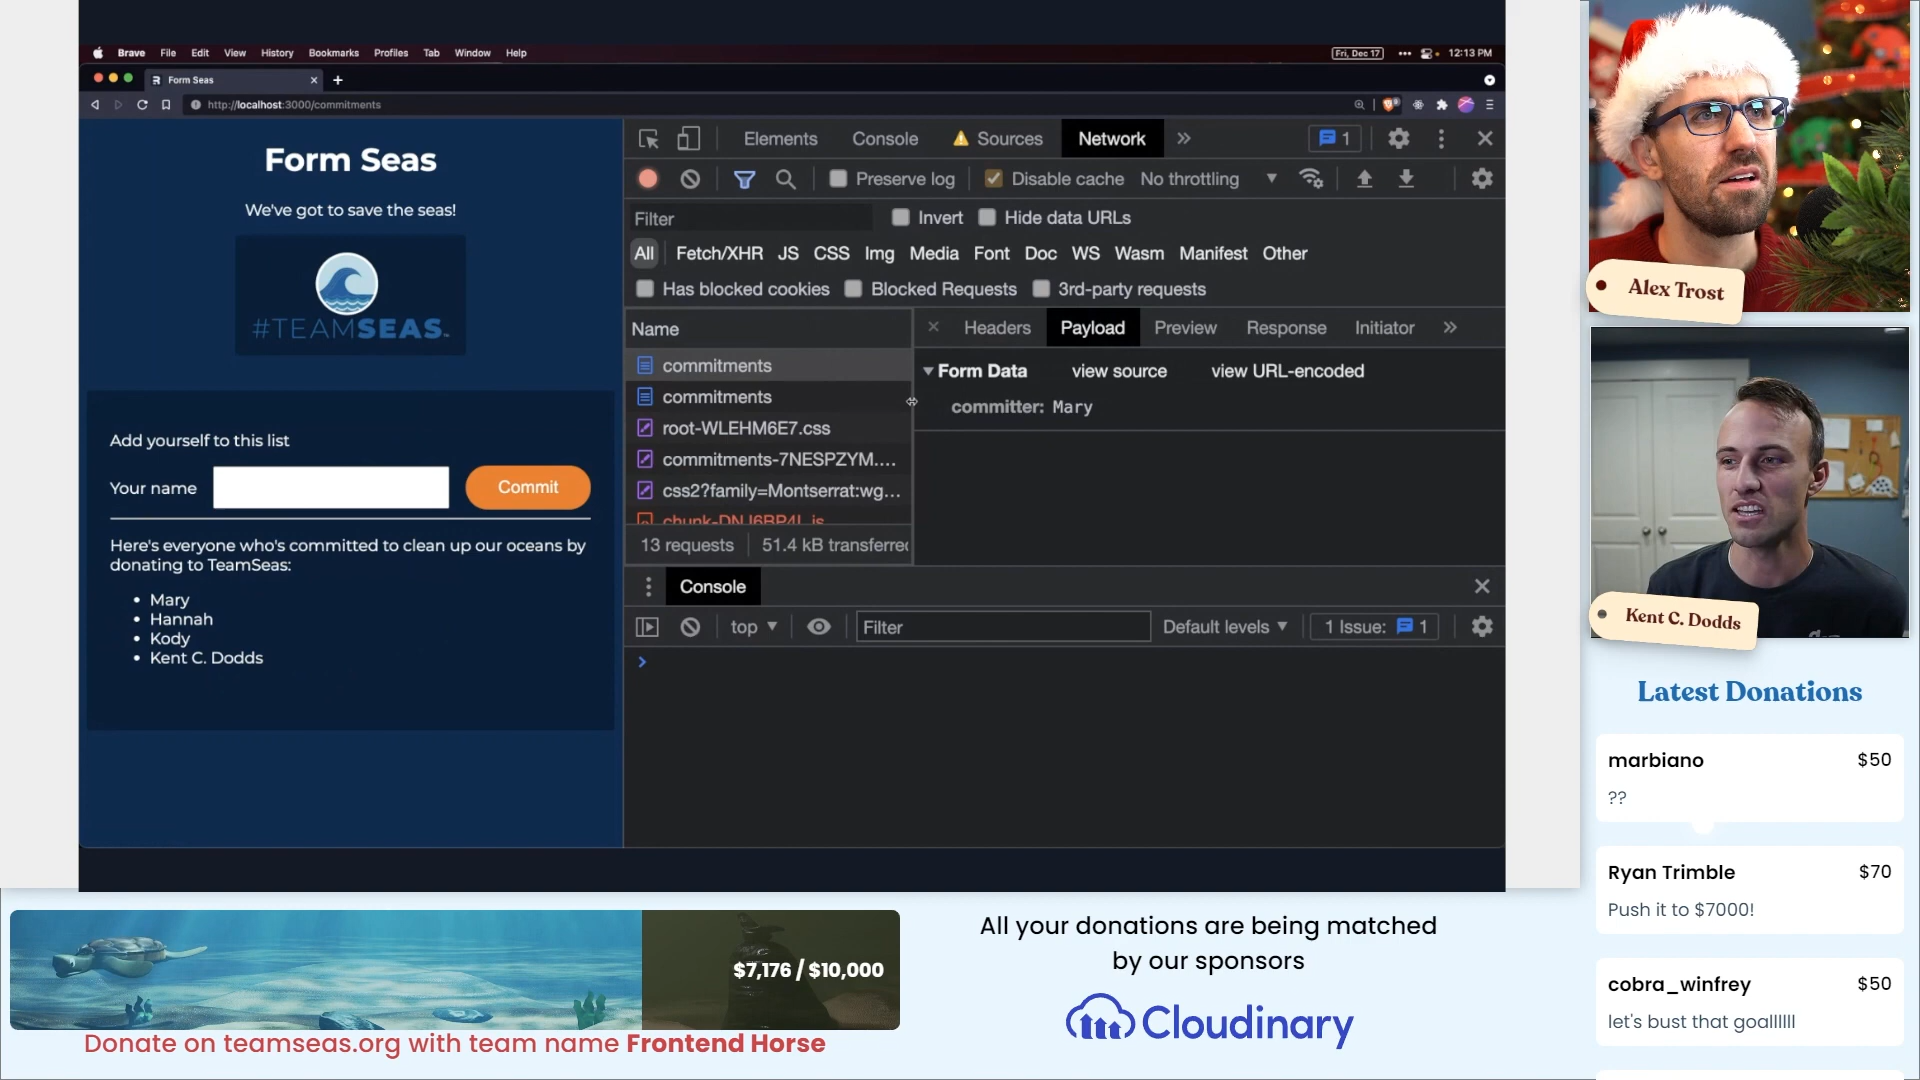 Brave File Edit View History Bookmarks Profiles Tab Window Help
Fri, Dec 17 12:13 PM
Form Seas
http://localhost:3000/commitments
Form Seas
We've got to save the seas!
#TEAMSEAS™
Add yourself to this list
Your name
Commit
Here's everyone who's committed to clean up our oceans by
donating to TeamSeas:
• Mary
• Hannah
• Kody
• Kent C. Dodds
Elements Console Sources Network » 1
Preserve log Disable cache No throttling
Filter Invert Hide data URLs
All Fetch/XHR JS CSS Img Media Font Doc WS Wasm Manifest Other
Has blocked cookies Blocked Requests 3rd-party requests
Name
commitments
commitments
root-WLEHM6E7.css
commitments-7NESPZYM....
css2?family=Montserrat:wg...
13 requests 51.4 kB transferred
Headers Payload Preview Response Initiator »
Form Data view source view URL-encoded
committer: Mary
Console
top Filter Default levels 1 Issue: 1
Alex Trost
Kent C. Dodds
Latest Donations
marbiano $50
??
Ryan Trimble $70
Push it to $7000!
cobra_winfrey $50
let's bust that goallllll
$7,176 / $10,000
Donate on teamseas.org with team name Frontend Horse
All your donations are being matched
by our sponsors
Cloudinary